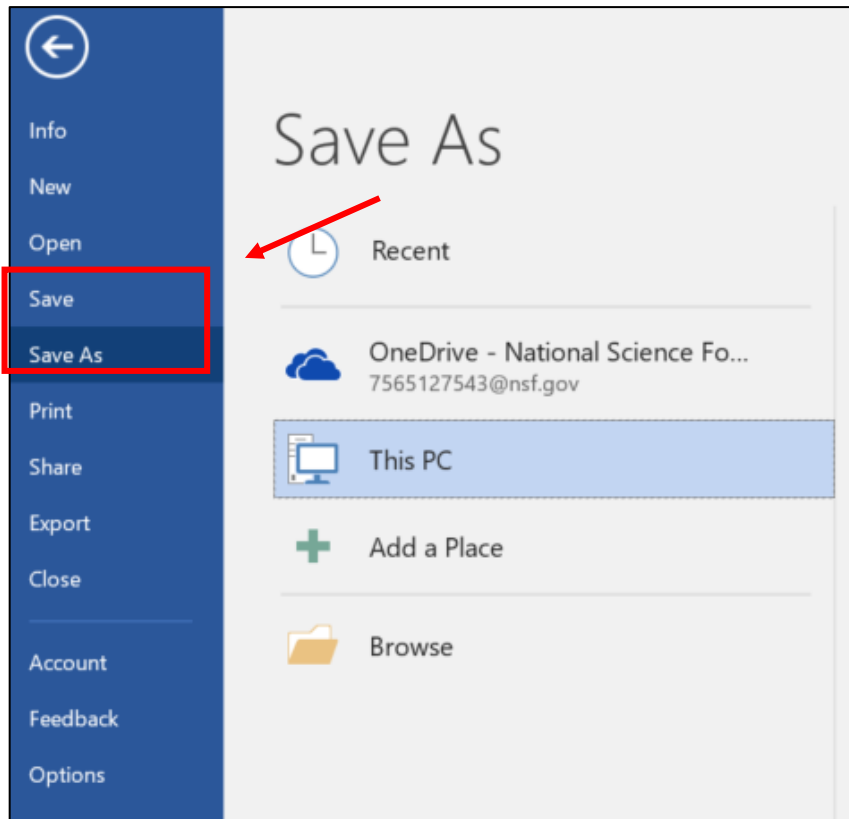 Info
New
Open
Save
Save As
Print
Share
Export
Close
Account
Feedback
Options
Save As
Recent
OneDrive - National Science Fo...
7565127543@nsf.gov
This PC
Add a Place
Browse